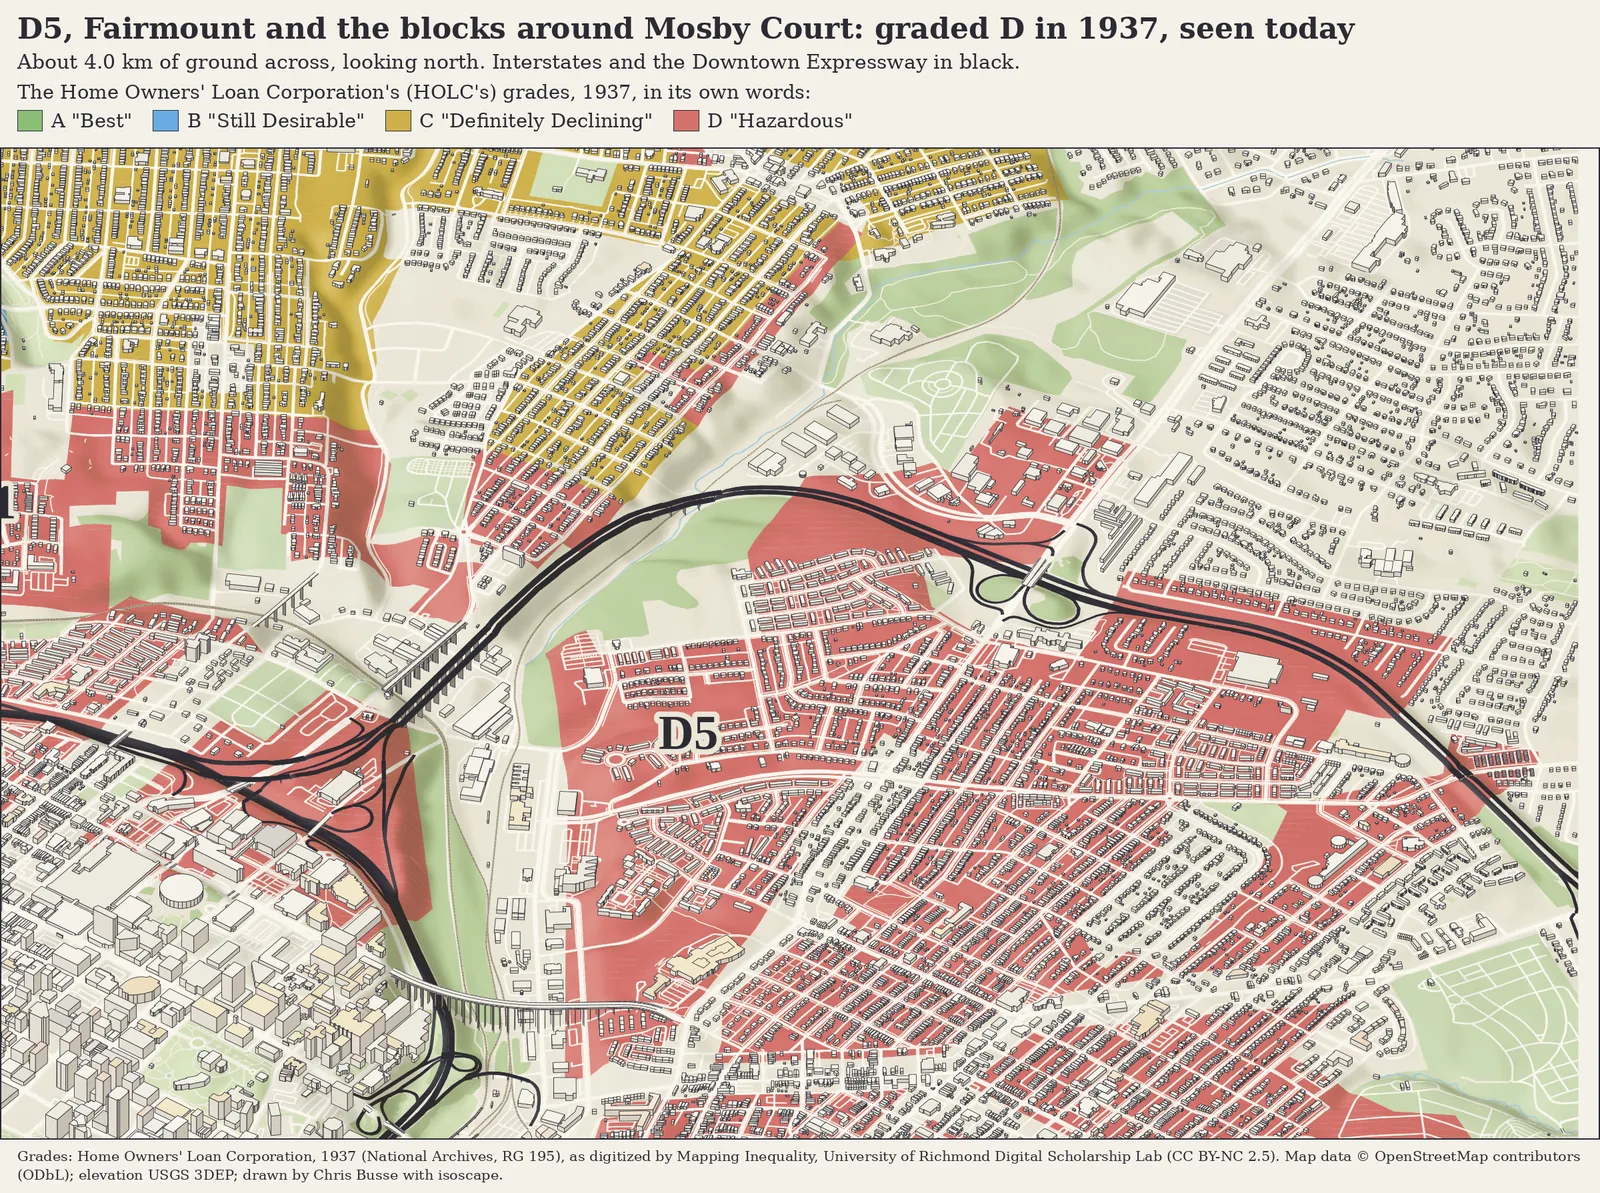 D5, Fairmount and the blocks around Mosby Court: graded D in 1937, seen today
About 4.0 km of ground across, looking north. Interstates and the Downtown Expressway in black.
The Home Owners' Loan Corporation's (HOLC's) grades, 1937, in its own words:
A "Best" B "Still Desirable" C "Definitely Declining" D "Hazardous"
D5
Grades: Home Owners' Loan Corporation, 1937 (National Archives, RG 195), as digitized by Mapping Inequality, University of Richmond Digital Scholarship Lab (CC BY-NC 2.5). Map data © OpenStreetMap contributors
(ODbL); elevation USGS 3DEP; drawn by Chris Busse with isoscape.